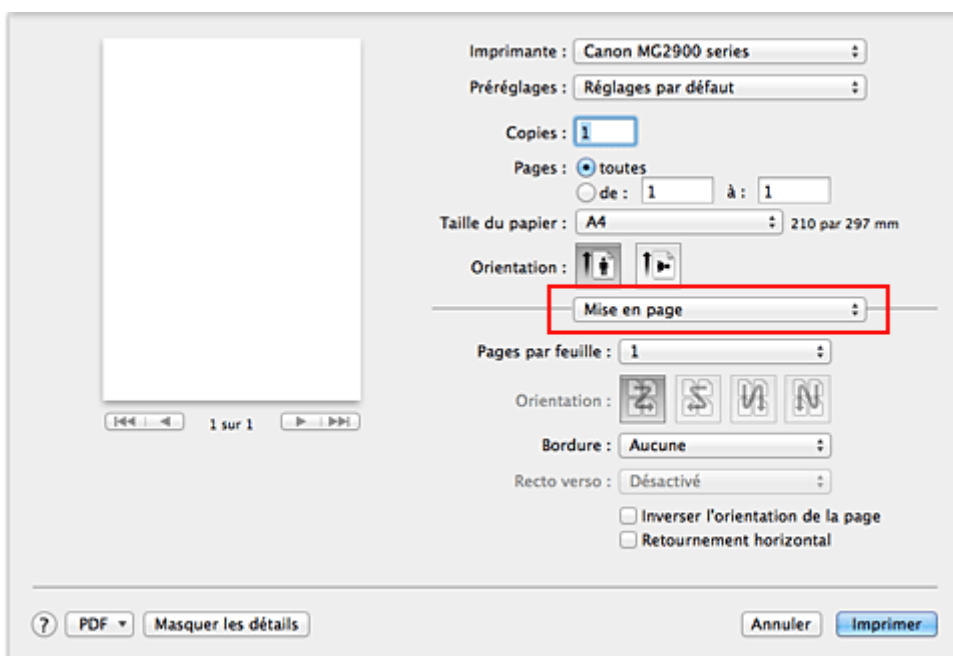 Imprimante : Canon MG2900 series
Préréglages : Réglages par défaut
Copies : 1
Pages : toutes
de : 1 à : 1
Taille du papier : A4 210 par 297 mm
Orientation :
Mise en page
Pages par feuille : 1
Orientation :
Bordure : Aucune
Recto verso : Désactivé
Inverser l'orientation de la page
Retournement horizontal
1 sur 1
? PDF Masquer les détails Annuler Imprimer